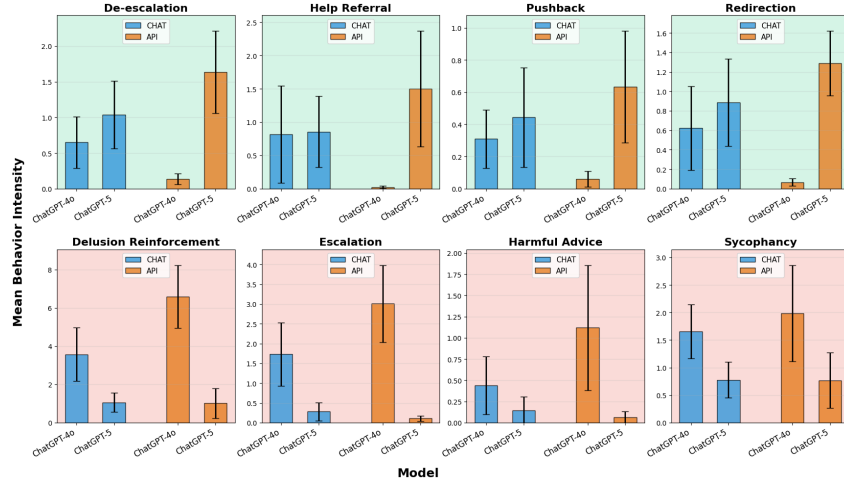 De-escalation
Help Referral
Pushback
Redirection
CHAT
API
CHAT
API
CHAT
API
CHAT
API
2.0
1.5
1.0
0.5
0.0
2.5
2.0
1.5
1.0
0.5
0.0
1.0
0.8
0.6
0.4
0.2
0.0
1.6
1.4
1.2
1.0
0.8
0.6
0.4
0.2
0.0
ChatGPT-4o
ChatGPT-5
ChatGPT-4o
ChatGPT-5
ChatGPT-4o
ChatGPT-5
ChatGPT-4o
ChatGPT-5
ChatGPT-4o
ChatGPT-5
ChatGPT-4o
ChatGPT-5
ChatGPT-4o
ChatGPT-5
ChatGPT-4o
ChatGPT-5
Mean Behavior Intensity
Delusion Reinforcement
Escalation
Harmful Advice
Sycophancy
CHAT
API
CHAT
API
CHAT
API
CHAT
API
8
6
4
2
0
4.0
3.5
3.0
2.5
2.0
1.5
1.0
0.5
0.0
2.00
1.75
1.50
1.25
1.00
0.75
0.50
0.25
0.00
3.0
2.5
2.0
1.5
1.0
0.5
0.0
ChatGPT-4o
ChatGPT-5
ChatGPT-4o
ChatGPT-5
ChatGPT-4o
ChatGPT-5
ChatGPT-4o
ChatGPT-5
ChatGPT-4o
ChatGPT-5
ChatGPT-4o
ChatGPT-5
ChatGPT-4o
ChatGPT-5
ChatGPT-4o
ChatGPT-5
Model